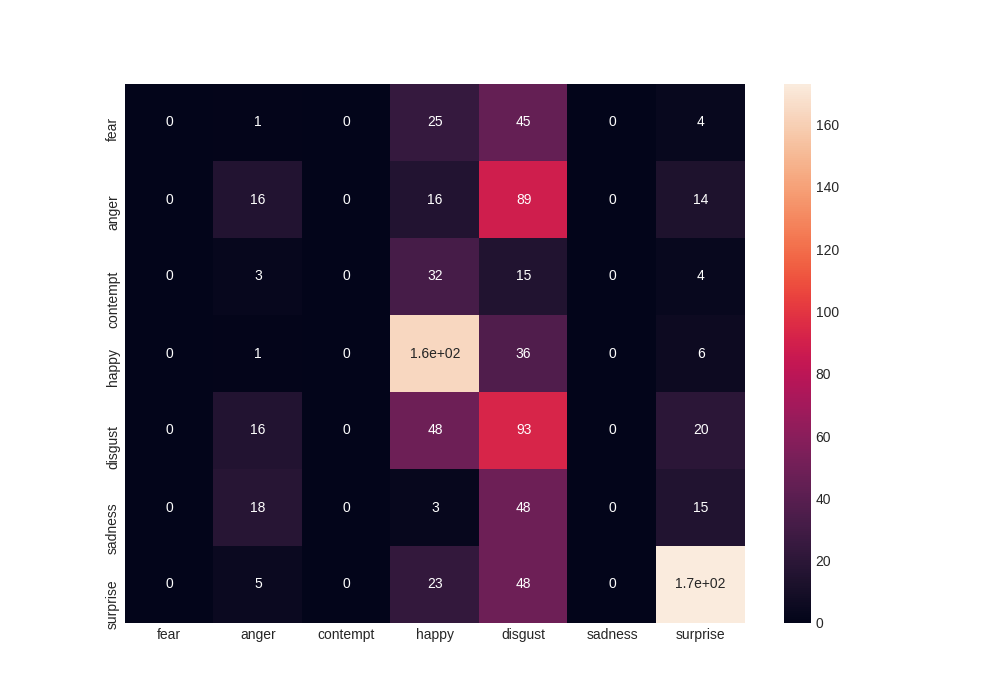 fear 0 1 0 25 45 0 4
anger 0 16 0 16 89 0 14
contempt 0 3 0 32 15 0 4
happy 0 1 0 1.6e+02 36 0 6
disgust 0 16 0 48 93 0 20
sadness 0 18 0 3 48 0 15
surprise 0 5 0 23 48 0 1.7e+02
fear anger contempt happy disgust sadness surprise
160
140
120
100
80
60
40
20
0